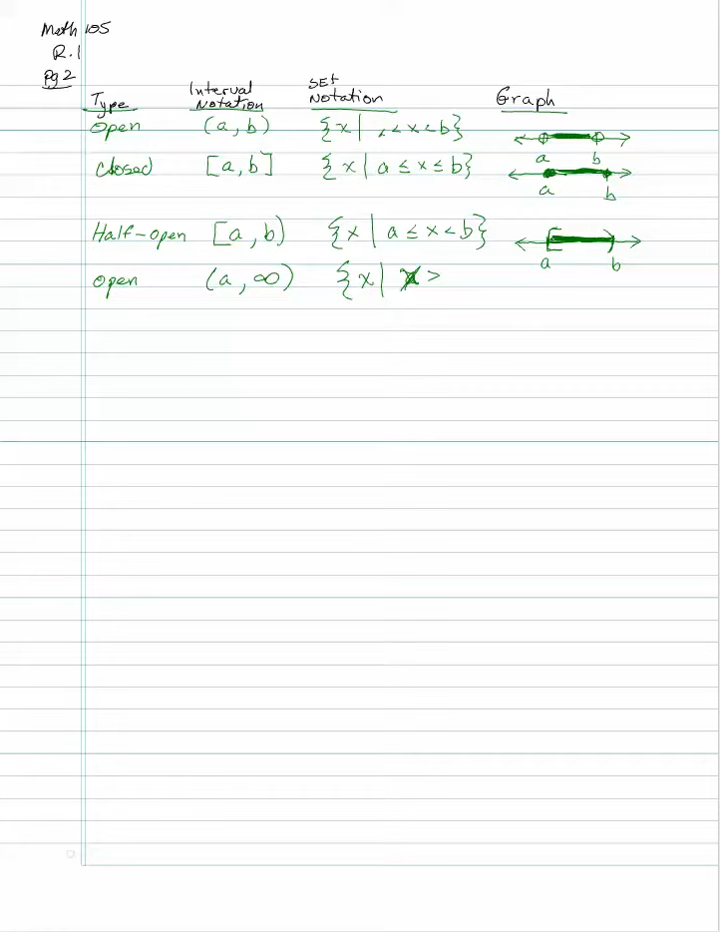 Math 105
R.1
pg 2
Type Interval Notation Set Notation Graph
Open (a, b) {x | < x < b} a b
closed [a, b] {x | a ≤ x ≤ b} a b
Half-open [a, b) {x | a ≤ x < b} a b
open (a, ∞) {x | x >